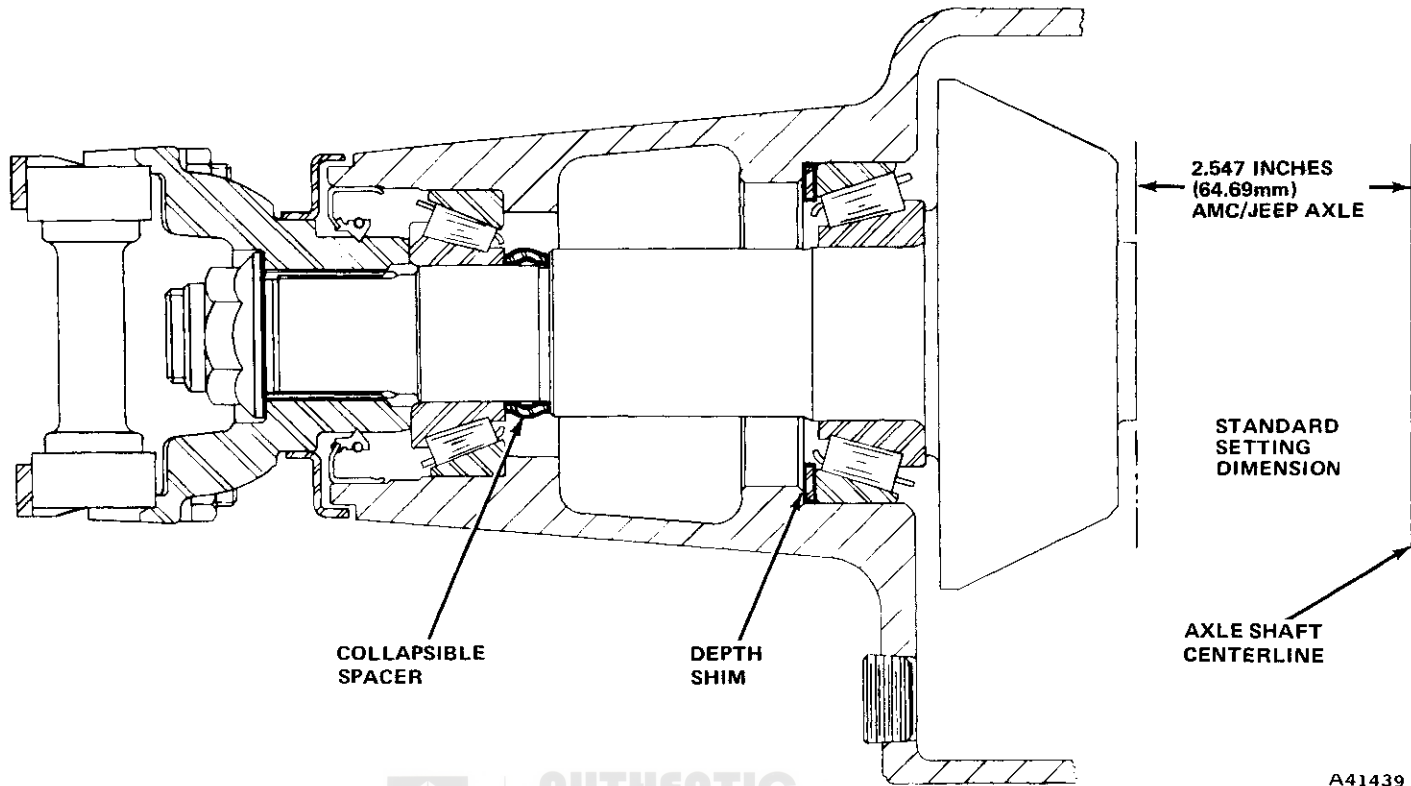 2.547 INCHES
(64.69mm)
AMC/JEEP AXLE
STANDARD
SETTING
DIMENSION
COLLAPSIBLE
SPACER
DEPTH
SHIM
AXLE SHAFT
CENTERLINE
AUTHENTIC
A41439